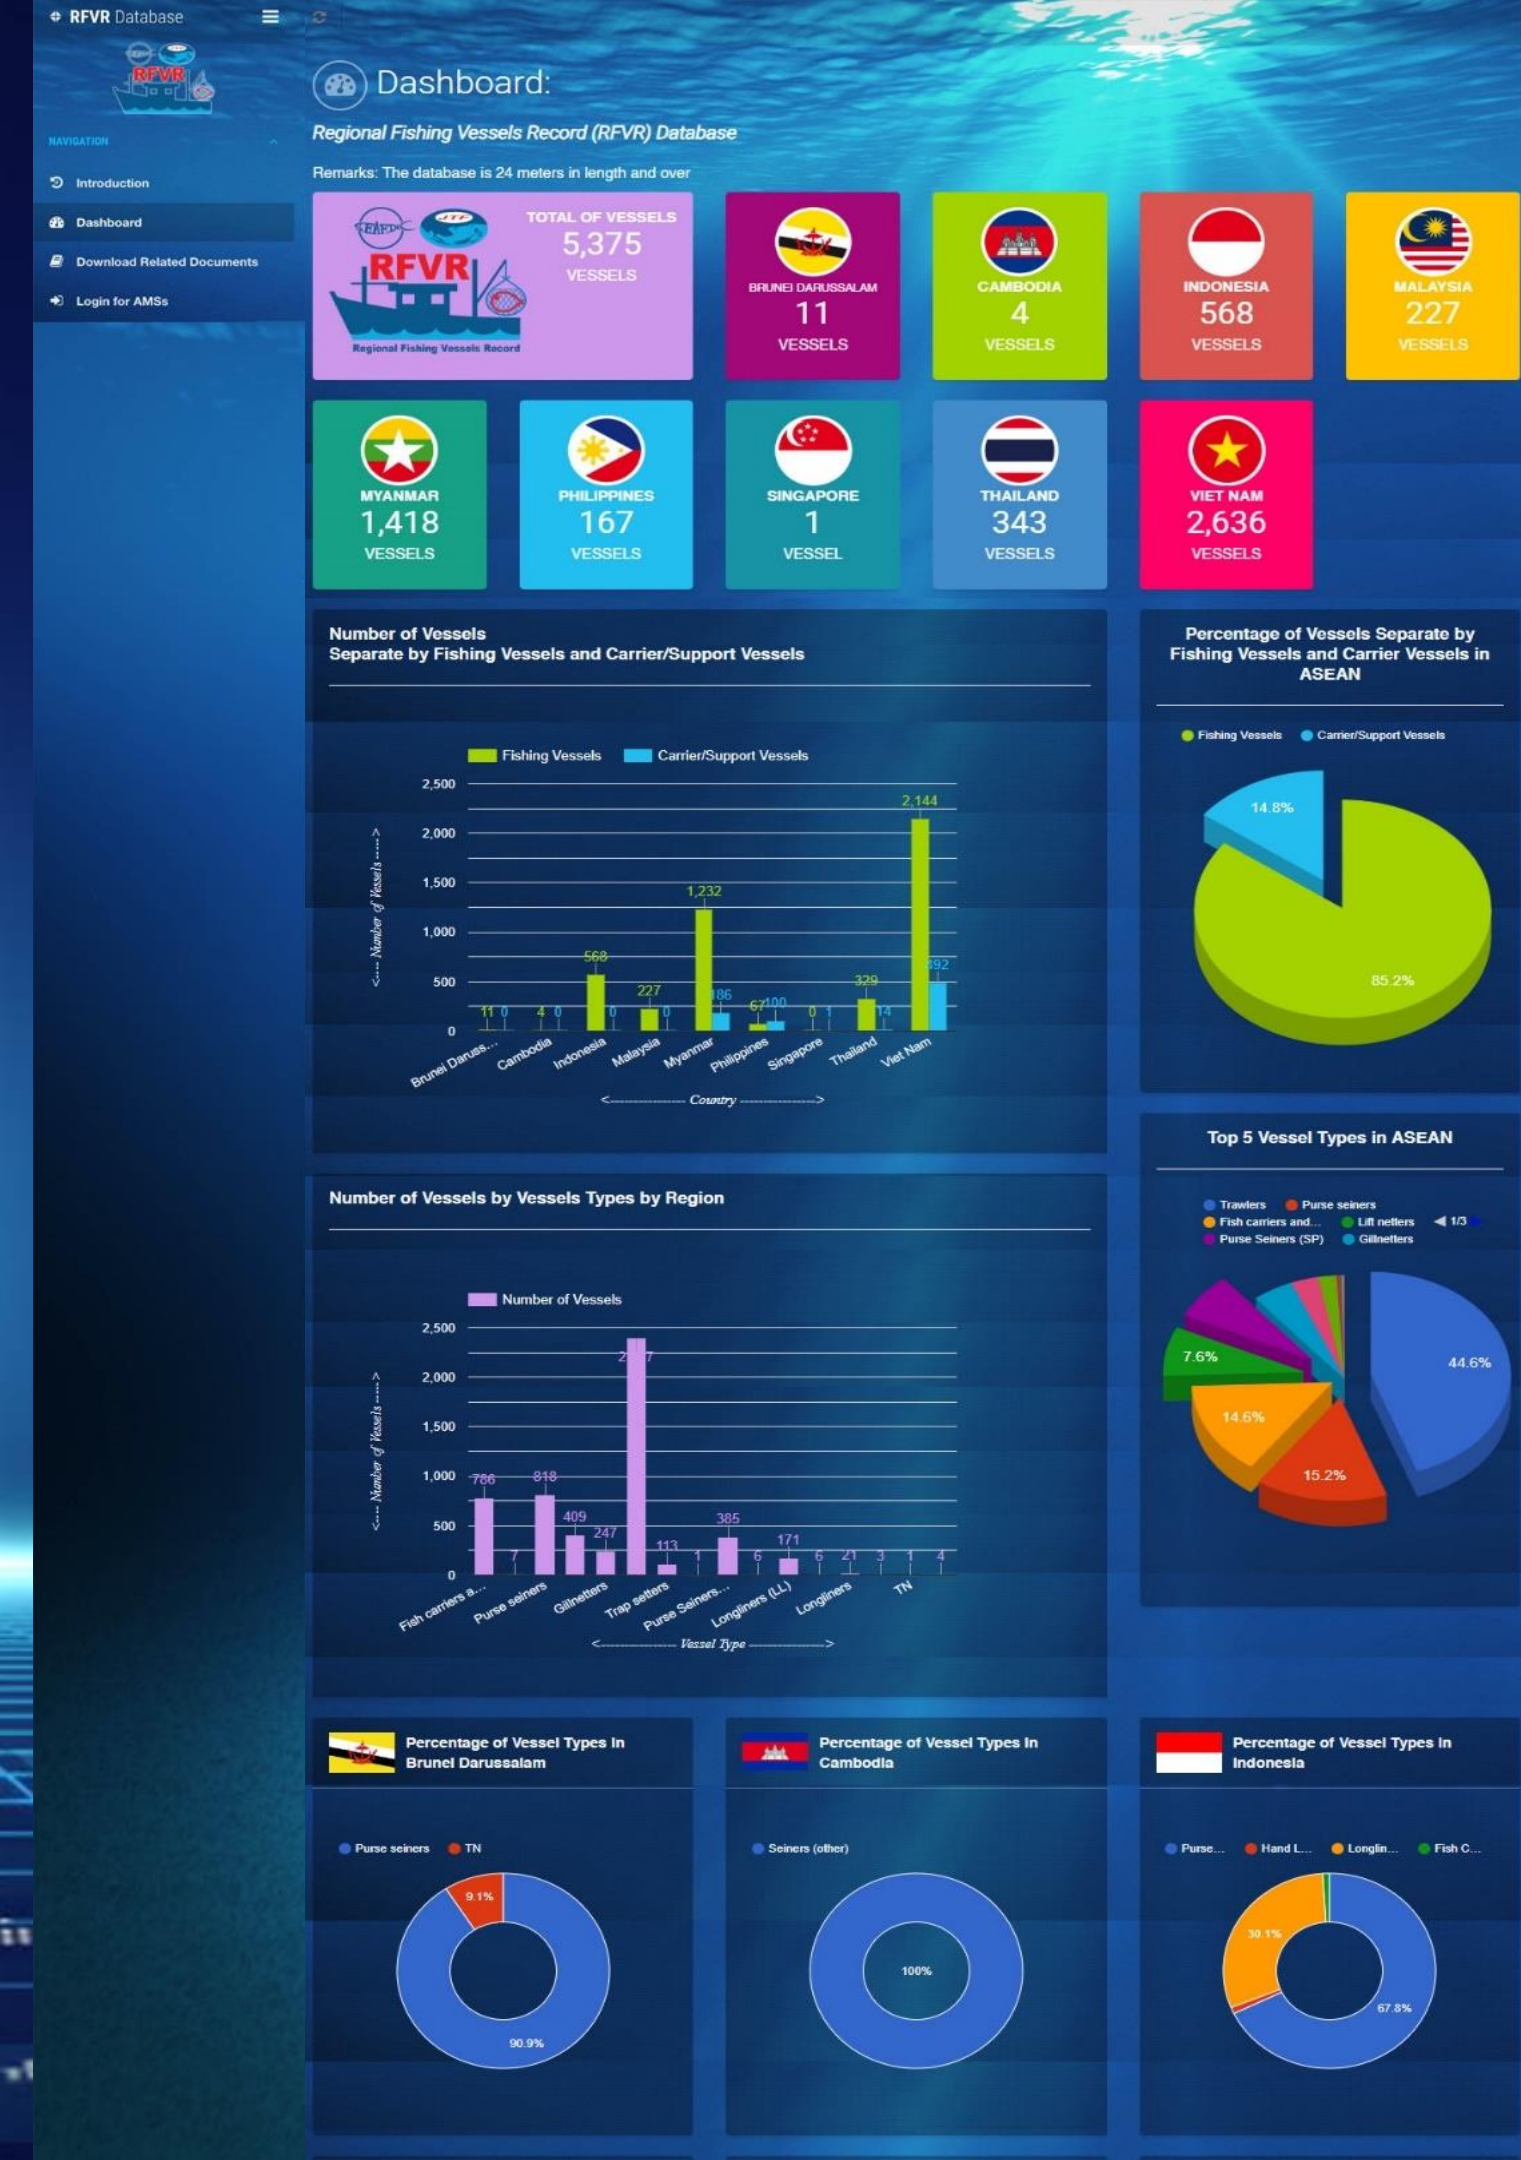 RFVR Database
RFVR
NAVIGATION
Introduction
Dashboard
Download Related Documents
Login for AMSs
Dashboard:
Regional Fishing Vessels Record (RFVR) Database
Remarks: The database is 24 meters in length and over
JTF
RFVR
Regional Fishing Vessels Record
TOTAL OF VESSELS
5,375
VESSELS
BRUNEI DARUSSALAM
11
VESSELS
CAMBODIA
4
VESSELS
INDONESIA
568
VESSELS
MALAYSIA
227
VESSELS
MYANMAR
1,418
VESSELS
PHILIPPINES
167
VESSELS
SINGAPORE
1
VESSEL
THAILAND
343
VESSELS
VIET NAM
2,636
VESSELS
Number of Vessels
Separate by Fishing Vessels and Carrier/Support Vessels
Fishing Vessels Carrier/Support Vessels
<---- Number of Vessels ----->
2,500
2,000
1,500
1,000
500
0
11 0 4 0 568 0 227 0 1,232 186 67 100 0 1 329 14 2,144 492
Brunei Daruss... Cambodia Indonesia Malaysia Myanmar Philippines Singapore Thailand Viet Nam
<---------------- Country ---------------->
Percentage of Vessels Separate by
Fishing Vessels and Carrier Vessels in
ASEAN
Fishing Vessels Carrier/Support Vessels
14.8%
85.2%
Number of Vessels by Vessels Types by Region
Number of Vessels
<---- Number of Vessels ----->
2,500
2,000
1,500
1,000
500
0
786 7 818 409 247 113 1 385 6 171 6 21 3 1 4
Fish carriers a... Purse seiners Gillnetters Trap setters Purse Seiners... Longliners (LL) Longliners TN
<---------------- Vessel Type ---------------->
Top 5 Vessel Types in ASEAN
Trawlers Purse seiners
Fish carriers and... Lift netters 1/3
Purse Seiners (SP) Gillnetters
7.6%
44.6%
14.6%
15.2%
Percentage of Vessel Types In
Brunei Darussalam
Purse seiners TN
9.1%
90.9%
Percentage of Vessel Types In
Cambodia
Seiners (other)
100%
Percentage of Vessel Types In
Indonesia
Purse... Hand L... Longlin... Fish C...
30.1%
67.8%